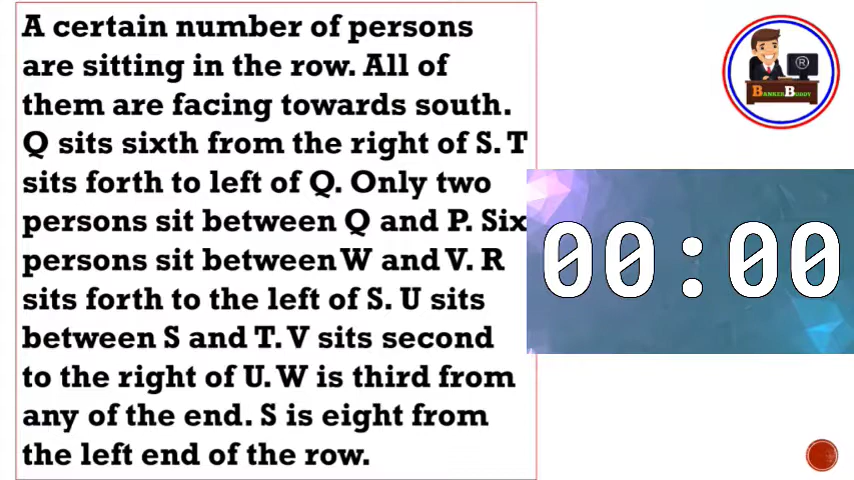 A certain number of persons
are sitting in the row. All of
them are facing towards south.
Q sits sixth from the right of S. T
sits forth to left of Q. Only two
persons sit between Q and P. Six
persons sit between W and V. R
sits forth to the left of S. U sits
between S and T. V sits second
to the right of U. W is third from
any of the end. S is eight from
the left end of the row.
®
BANKER BUDDY
00:00